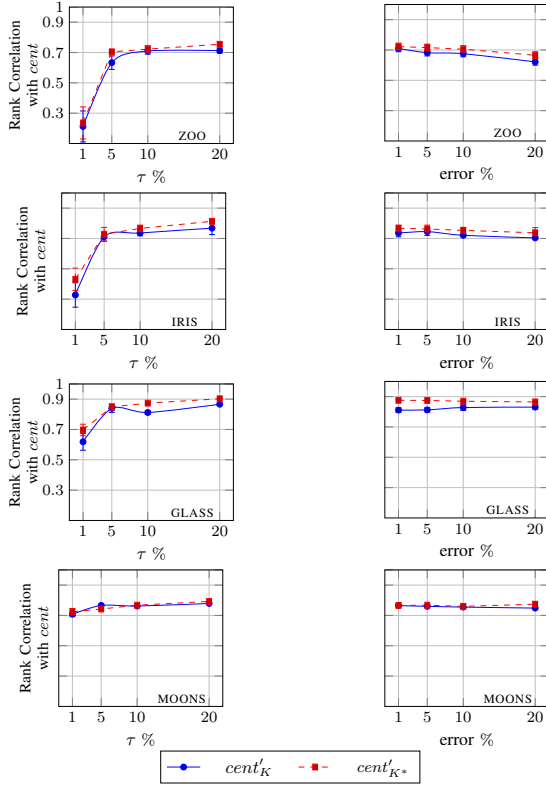 1
0.9
0.7
0.3
Rank Correlation
with cent
ZOO
ZOO
1 5 10 20
1 5 10 20
τ %
error %
Rank Correlation
with cent
IRIS
IRIS
1 5 10 20
1 5 10 20
τ %
error %
1
0.9
0.7
0.3
Rank Correlation
with cent
GLASS
GLASS
1 5 10 20
1 5 10 20
τ %
error %
Rank Correlation
with cent
MOONS
MOONS
1 5 10 20
1 5 10 20
τ %
error %
cent′_K cent′_K*